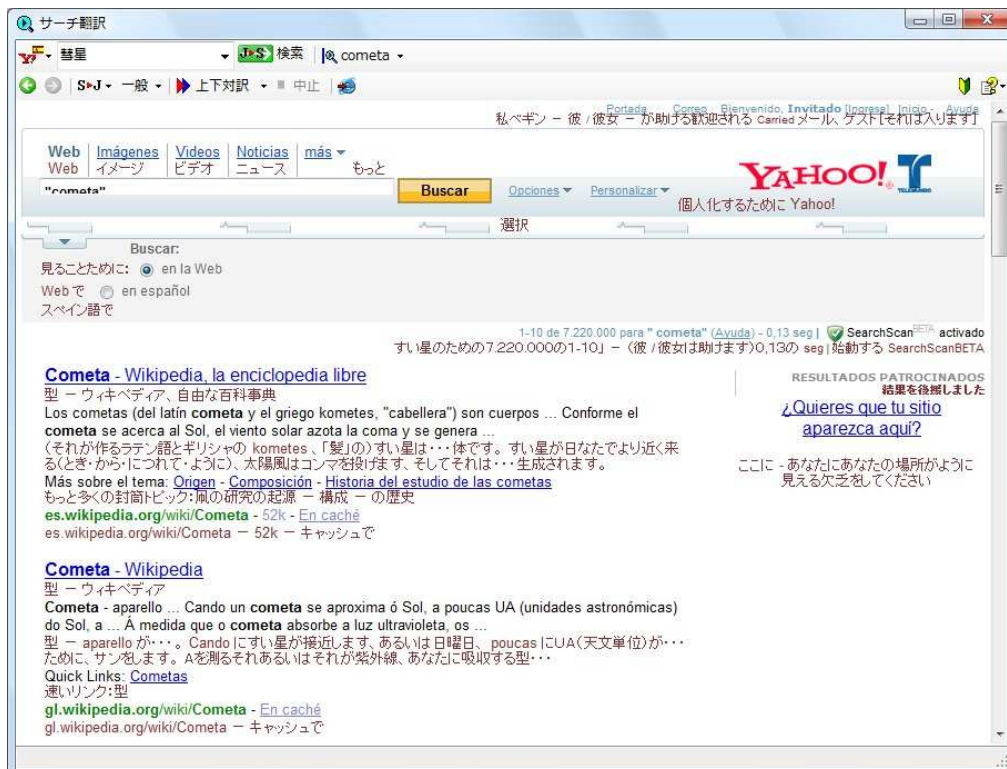 サーチ翻訳
彗星 J▸S 検索 cometa
S▸J 一般 上下対訳 中止
Portada Correo Bienvenido, Invitado [Ingresa] Inicio - Ayuda
私ペギン － 彼 /彼女 － が助ける歓迎される Carried メール、ゲスト[それは入ります]
Web Imágenes Videos Noticias más
Web イメージ ビデオ ニュース もっと
"cometa" Buscar Opciones Personalizar YAHOO! TELEMUNDO
個人化するために Yahoo!
選択
Buscar:
見ることために: en la Web
Web で en español
スペイン語で
1-10 de 7.220.000 para " cometa" (Ayuda) - 0,13 seg | SearchScan BETA activado
すい星のための7.220.000の1-10」 － (彼 /彼女は助けます)0,13の seg |始動する SearchScanBETA
Cometa - Wikipedia, la enciclopedia libre
型 － ウィキペディア、自由な百科事典
Los cometas (del latín cometa y el griego kometes, "cabellera") son cuerpos ... Conforme el
cometa se acerca al Sol, el viento solar azota la coma y se genera ...
(それが作るラテン語とギリシャの kometes 、「髪」の)すい星は・・・体です。 すい星が日なたでより近く来
る(とき・から・につれて・ように)、太陽風はコンマを投げます、そしてそれは・・・生成されます。
Más sobre el tema: Origen - Composición - Historia del estudio de las cometas
もっと多くの封筒トピック:凧の研究の起源 － 構成 － の歴史
es.wikipedia.org/wiki/Cometa - 52k - En caché
es.wikipedia.org/wiki/Cometa － 52k － キャッシュで
RESULTADOS PATROCINADOS
結果を後援しました
¿Quieres que tu sitio
aparezca aquí?
ここに - あなたにあなたの場所がように
見える欠乏をしてください
Cometa - Wikipedia
型 － ウィキペディア
Cometa - aparello ... Cando un cometa se aproxima ó Sol, a poucas UA (unidades astronómicas)
do Sol, a ... Á medida que o cometa absorbe a luz ultravioleta, os ...
型 － aparello が・・・。 Cando にすい星が接近します、あるいは 日曜日、 poucas にUA(天文単位)が・・・
ために、サンをします。 Aを測るそれあるいはそれが紫外線、あなたに吸収する型・・・
Quick Links: Cometas
速いリンク:型
gl.wikipedia.org/wiki/Cometa - En caché
gl.wikipedia.org/wiki/Cometa － キャッシュで